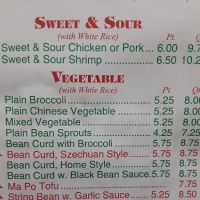 SWEET & SOUR
(with White Rice) Pt.
Sweet & Sour Chicken or Pork ... 6.00
Sweet & Sour Shrimp ... 6.50
VEGETABLE
(with White Rice) Pt.
Plain Broccoli ... 5.25 8.00
Plain Chinese Vegetable ... 5.25 8.00
Mixed Vegetable ... 5.25 8.00
Plain Bean Sprouts ... 4.25 7.25
Bean Curd with Broccoli ... 5.75 8.75
Bean Curd, Szechuan Style ... 5.75 8.75
Bean Curd, Home Style ... 5.75 8.75
Bean Curd w. Black Bean Sauce 5.75 8.75
Ma Po Tofu ... 7.75
String Bean w. Garlic Sauce ... 5.75 8.50